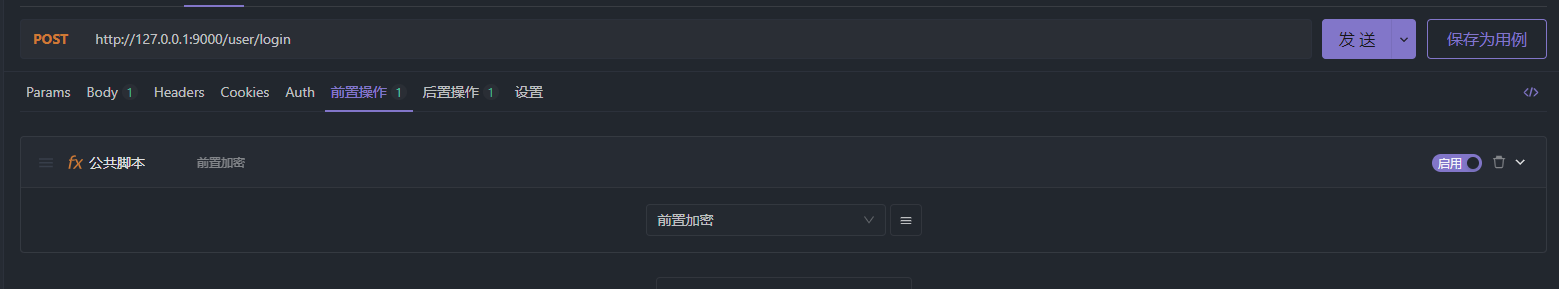 POST http://127.0.0.1:9000/user/login 发 送 保存为用例
Params Body 1 Headers Cookies Auth 前置操作 1 后置操作 1 设置 </>
fx 公共脚本 前置加密 启用
前置加密